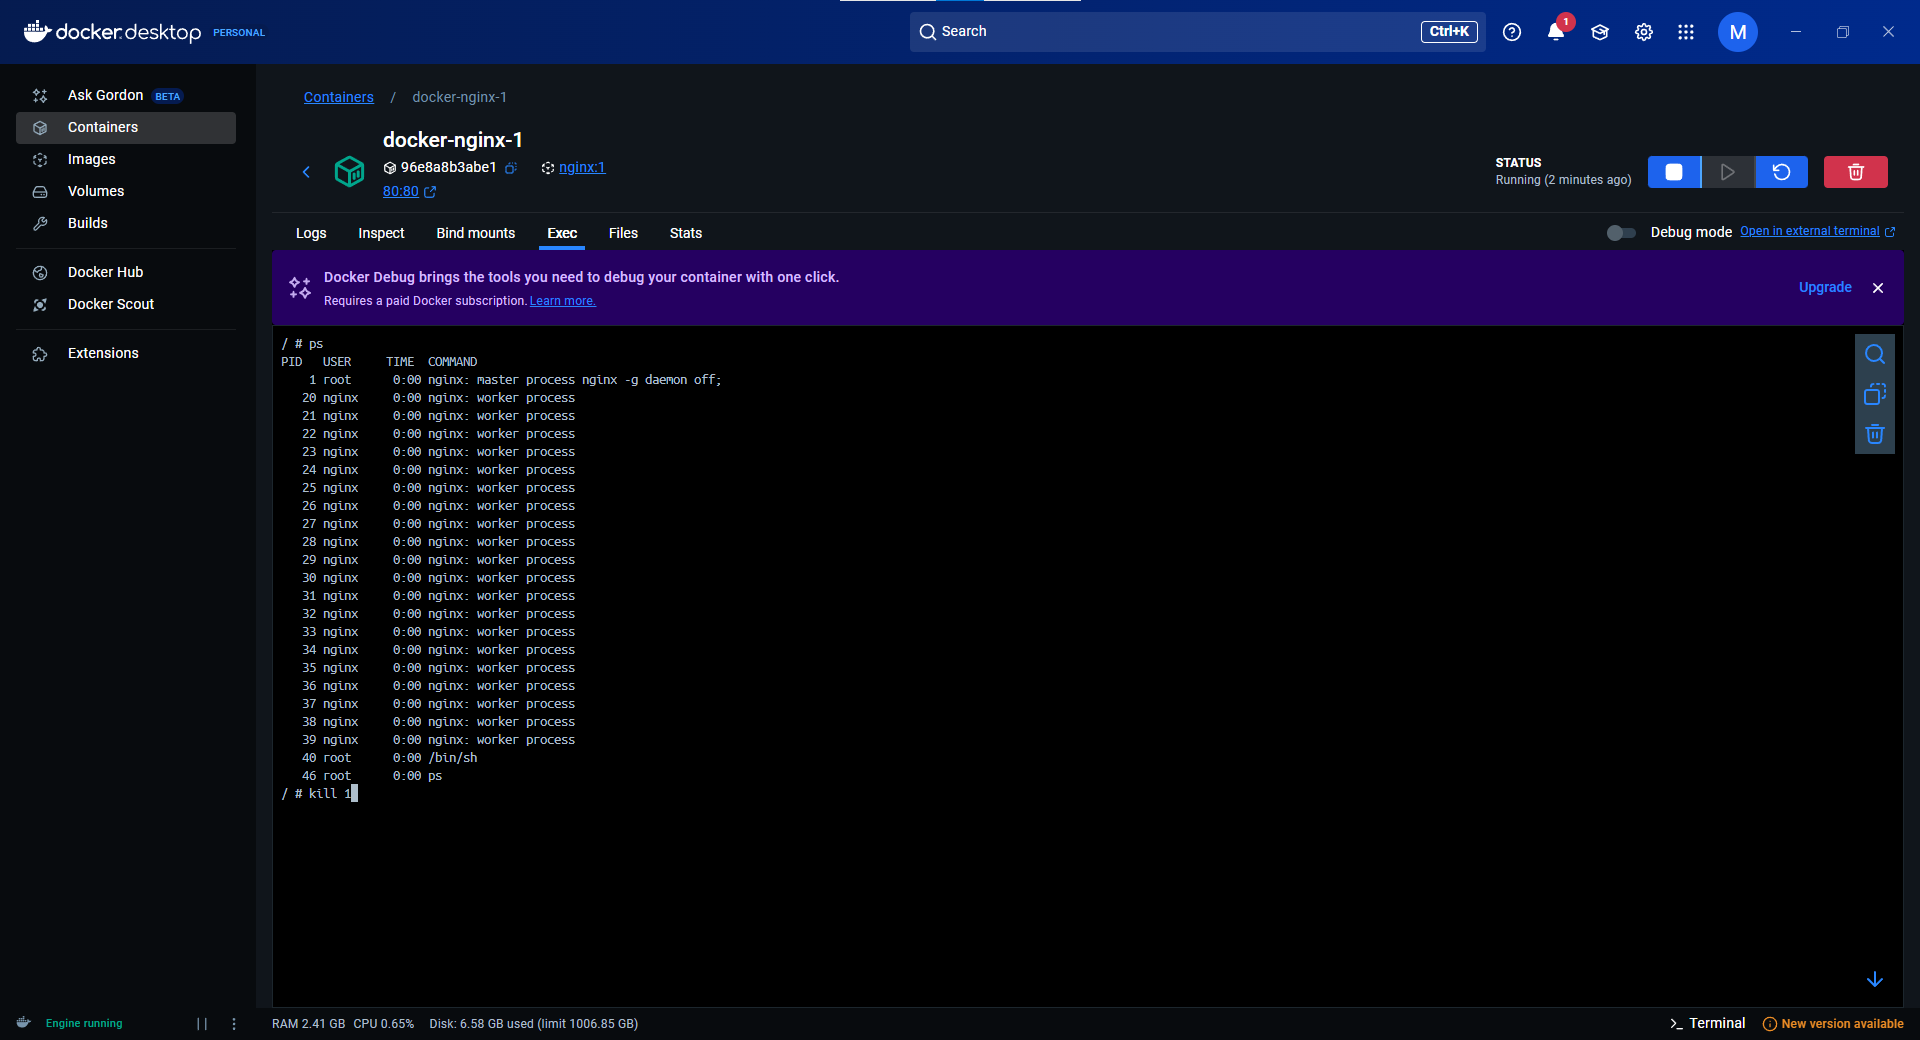 docker.desktop PERSONAL
Search
Ctrl+K
1
M
Ask Gordon BETA
Containers
Images
Volumes
Builds
Docker Hub
Docker Scout
Extensions
Containers / docker-nginx-1
docker-nginx-1
96e8a8b3abe1 nginx:1
80:80
STATUS
Running (2 minutes ago)
Logs Inspect Bind mounts Exec Files Stats
Debug mode Open in external terminal
Docker Debug brings the tools you need to debug your container with one click.
Requires a paid Docker subscription. Learn more.
Upgrade
/ # ps
PID   USER     TIME  COMMAND
    1 root      0:00 nginx: master process nginx -g daemon off;
   20 nginx     0:00 nginx: worker process
   21 nginx     0:00 nginx: worker process
   22 nginx     0:00 nginx: worker process
   23 nginx     0:00 nginx: worker process
   24 nginx     0:00 nginx: worker process
   25 nginx     0:00 nginx: worker process
   26 nginx     0:00 nginx: worker process
   27 nginx     0:00 nginx: worker process
   28 nginx     0:00 nginx: worker process
   29 nginx     0:00 nginx: worker process
   30 nginx     0:00 nginx: worker process
   31 nginx     0:00 nginx: worker process
   32 nginx     0:00 nginx: worker process
   33 nginx     0:00 nginx: worker process
   34 nginx     0:00 nginx: worker process
   35 nginx     0:00 nginx: worker process
   36 nginx     0:00 nginx: worker process
   37 nginx     0:00 nginx: worker process
   38 nginx     0:00 nginx: worker process
   39 nginx     0:00 nginx: worker process
   40 root      0:00 /bin/sh
   46 root      0:00 ps
/ # kill 1
Engine running
RAM 2.41 GB CPU 0.65% Disk: 6.58 GB used (limit 1006.85 GB)
Terminal
New version available